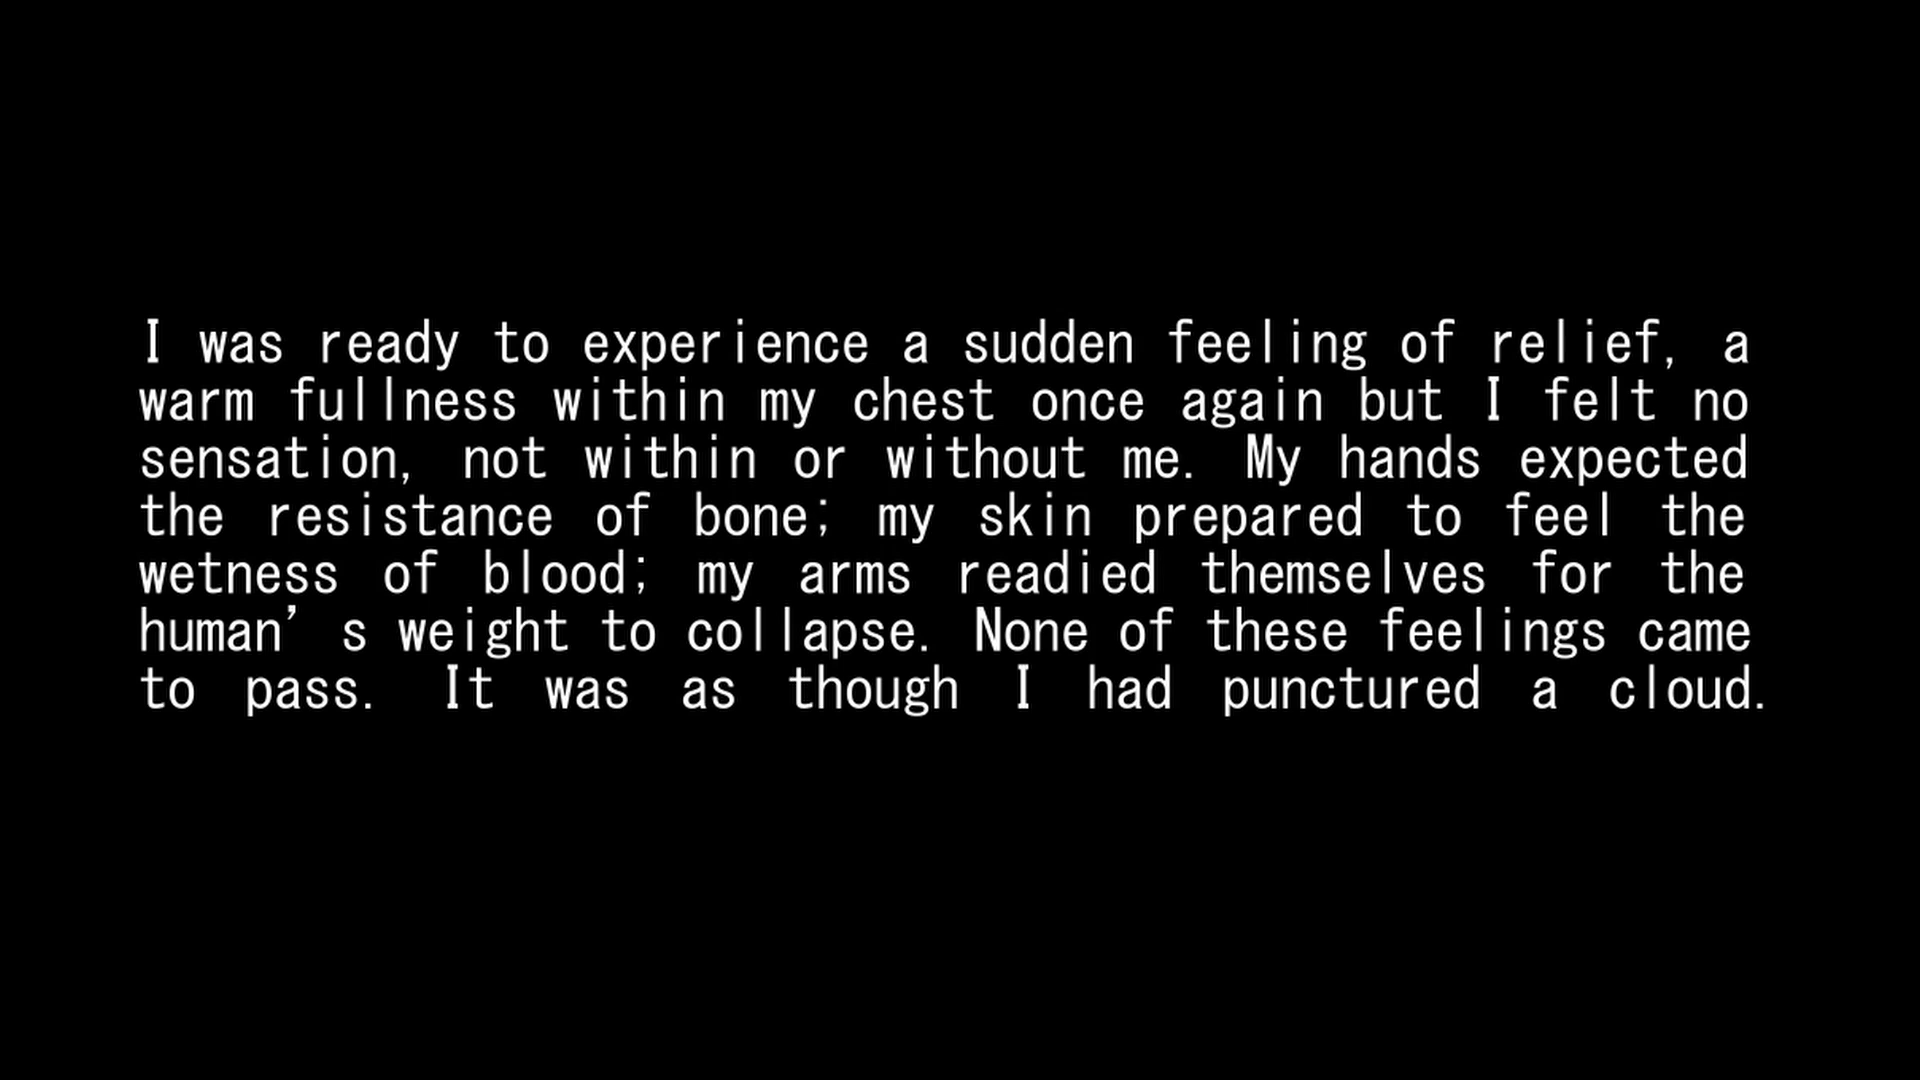 I was ready to experience a sudden feeling of relief, a
warm fullness within my chest once again but I felt no
sensation, not within or without me. My hands expected
the resistance of bone; my skin prepared to feel the
wetness of blood; my arms readied themselves for the
human’s weight to collapse. None of these feelings came
to pass. It was as though I had punctured a cloud.